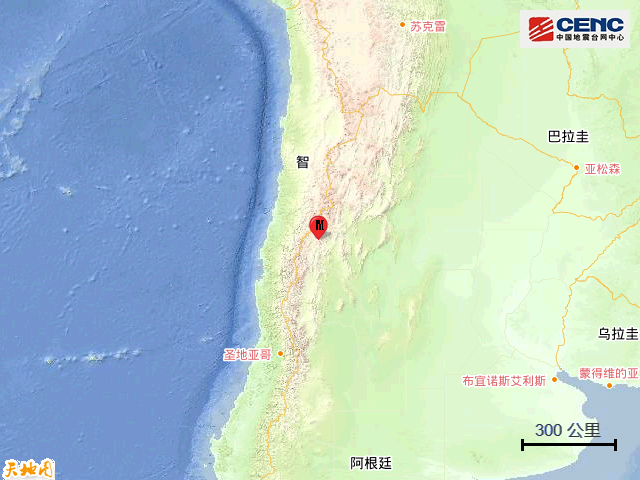 苏克雷
CENC
中国地震台网中心
巴拉圭
智
亚松森
M
乌拉圭
圣地亚哥
布宜诺斯艾利斯
蒙得维的亚
300 公里
阿根廷
天地图